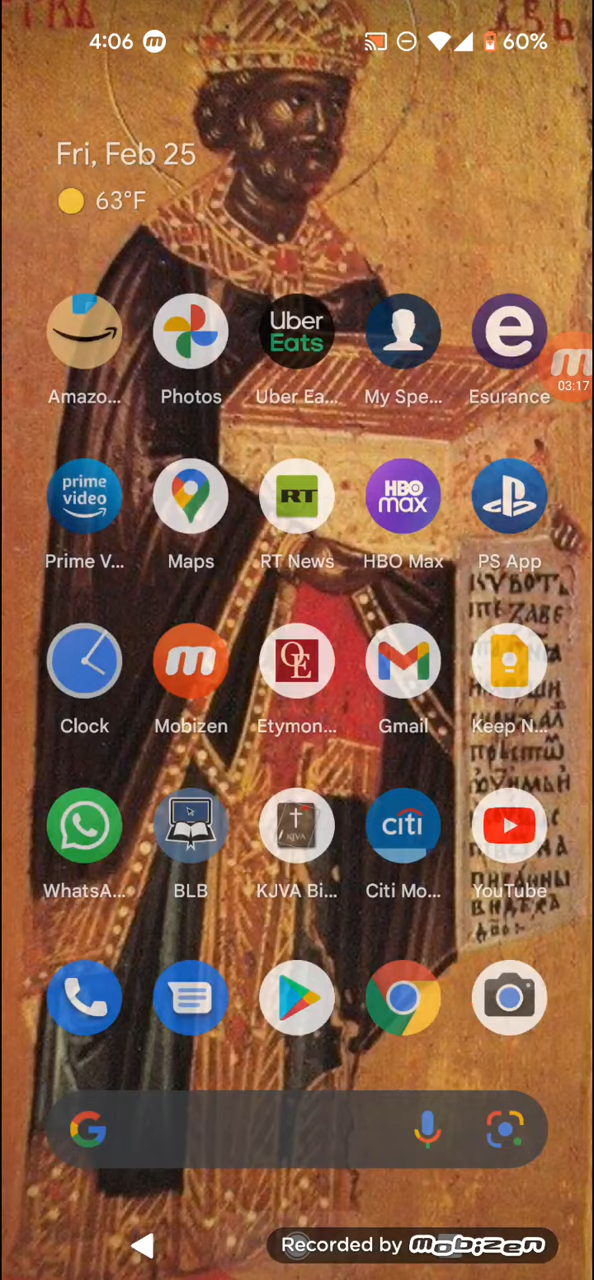 4:06
60%
Fri, Feb 25
63°F
Uber
Eats
e
Amazo...
Photos
Uber Ea...
My Spe...
Esurance
03:17
prime
video
RT
HBO
max
Prime V...
Maps
RT News
HBO Max
PS App
OE
Clock
Mobizen
Etymon...
Gmail
Keep N...
KJVA
citi
WhatsA...
BLB
KJVA Bi...
Citi Mo...
YouTube
G
Recorded by mobizen